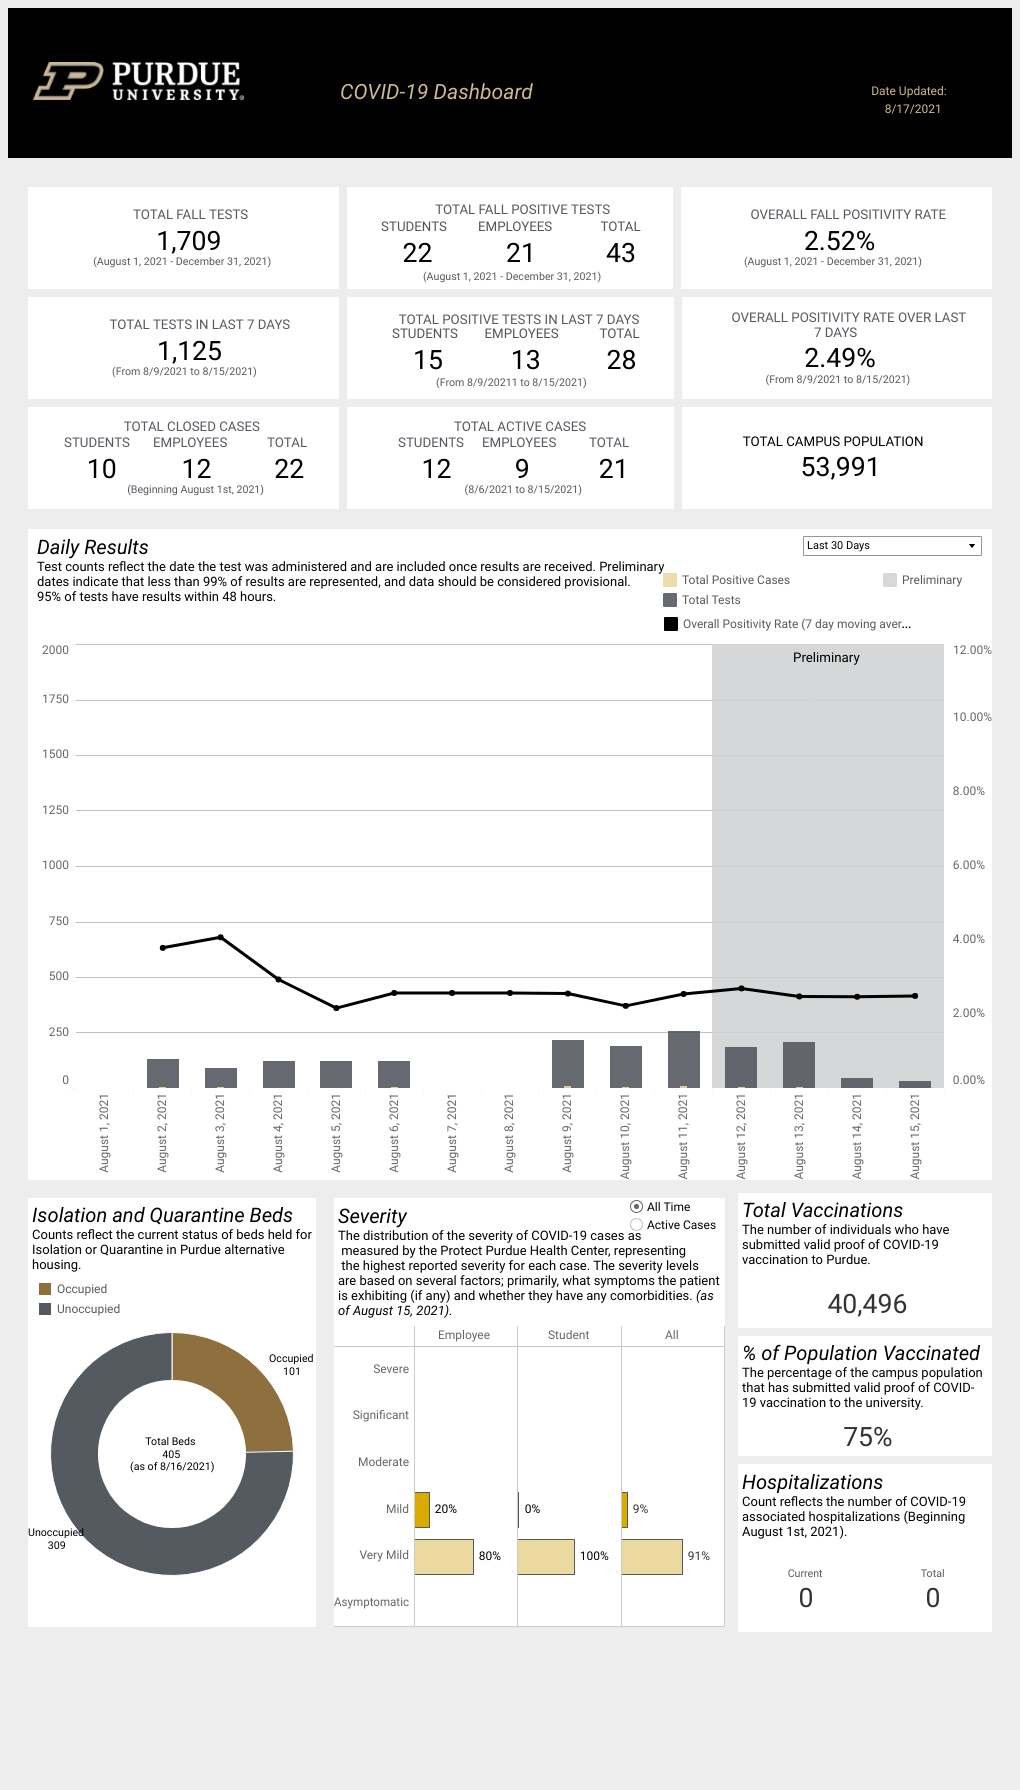 PURDUE
UNIVERSITY®
COVID-19 Dashboard
Date Updated:
8/17/2021
TOTAL FALL TESTS
1,709
(August 1, 2021 - December 31, 2021)
TOTAL FALL POSITIVE TESTS
STUDENTS EMPLOYEES TOTAL
22 21 43
(August 1, 2021 - December 31, 2021)
OVERALL FALL POSITIVITY RATE
2.52%
(August 1, 2021 - December 31, 2021)
TOTAL TESTS IN LAST 7 DAYS
1,125
(From 8/9/2021 to 8/15/2021)
TOTAL POSITIVE TESTS IN LAST 7 DAYS
STUDENTS EMPLOYEES TOTAL
15 13 28
(From 8/9/20211 to 8/15/2021)
OVERALL POSITIVITY RATE OVER LAST
7 DAYS
2.49%
(From 8/9/2021 to 8/15/2021)
TOTAL CLOSED CASES
STUDENTS EMPLOYEES TOTAL
10 12 22
(Beginning August 1st, 2021)
TOTAL ACTIVE CASES
STUDENTS EMPLOYEES TOTAL
12 9 21
(8/6/2021 to 8/15/2021)
TOTAL CAMPUS POPULATION
53,991
Daily Results
Test counts reflect the date the test was administered and are included once results are received. Preliminary
dates indicate that less than 99% of results are represented, and data should be considered provisional.
95% of tests have results within 48 hours.
Last 30 Days
Total Positive Cases
Preliminary
Total Tests
Overall Positivity Rate (7 day moving aver...
Preliminary
2000
1750
1500
1250
1000
750
500
250
0
12.00%
10.00%
8.00%
6.00%
4.00%
2.00%
0.00%
August 1, 2021
August 2, 2021
August 3, 2021
August 4, 2021
August 5, 2021
August 6, 2021
August 7, 2021
August 8, 2021
August 9, 2021
August 10, 2021
August 11, 2021
August 12, 2021
August 13, 2021
August 14, 2021
August 15, 2021
Isolation and Quarantine Beds
Counts reflect the current status of beds held for
Isolation or Quarantine in Purdue alternative
housing.
Occupied
Unoccupied
Occupied
101
Total Beds
405
(as of 8/16/2021)
Unoccupied
309
Severity
All Time
Active Cases
The distribution of the severity of COVID-19 cases as
measured by the Protect Purdue Health Center, representing
the highest reported severity for each case. The severity levels
are based on several factors; primarily, what symptoms the patient
is exhibiting (if any) and whether they have any comorbidities. (as
of August 15, 2021).
Employee Student All
Severe
Significant
Moderate
Mild 20% 0% 9%
Very Mild 80% 100% 91%
Asymptomatic
Total Vaccinations
The number of individuals who have
submitted valid proof of COVID-19
vaccination to Purdue.
40,496
% of Population Vaccinated
The percentage of the campus population
that has submitted valid proof of COVID-
19 vaccination to the university.
75%
Hospitalizations
Count reflects the number of COVID-19
associated hospitalizations (Beginning
August 1st, 2021).
Current Total
0 0